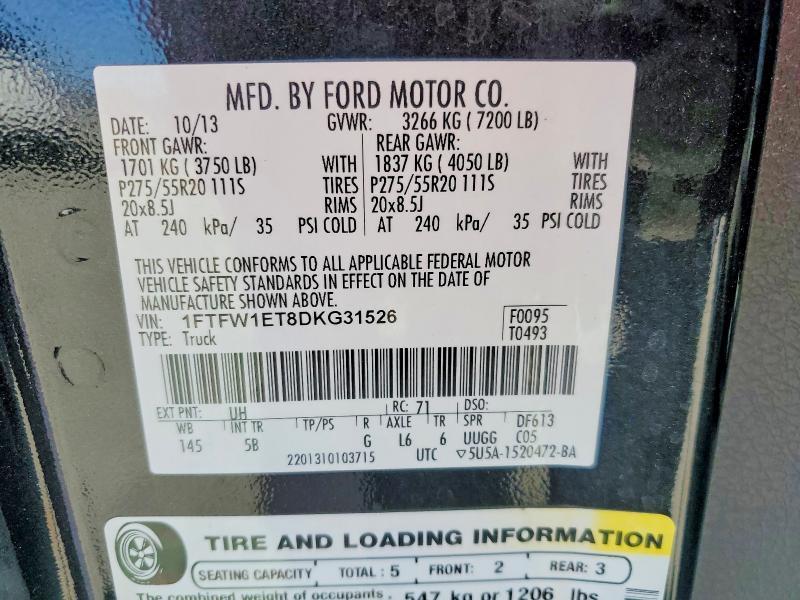 MFD. BY FORD MOTOR CO.
DATE: 10/13 GVWR: 3266 KG ( 7200 LB)
FRONT GAWR: REAR GAWR:
1701 KG ( 3750 LB) WITH 1837 KG ( 4050 LB) WITH
P275/55R20 111S TIRES P275/55R20 111S TIRES
20x8.5J RIMS 20x8.5J RIMS
AT 240 kPa/ 35 PSI COLD AT 240 kPa/ 35 PSI COLD
THIS VEHICLE CONFORMS TO ALL APPLICABLE FEDERAL MOTOR
VEHICLE SAFETY STANDARDS IN EFFECT ON THE DATE OF
MANUFACTURE SHOWN ABOVE.
VIN: 1FTFW1ET8DKG31526 F0095
TYPE: Truck T0493
EXT PNT: UH RC: 71 DSO:
WB INT TR TP/PS R AXLE TR SPR DF613
145 5B G L6 6 UUGG C05
2201310103715 UTC ▽5U5A-1520472-BA
TIRE AND LOADING INFORMATION
SEATING CAPACITY TOTAL : 5 FRONT: 2 REAR: 3
The combined weight of occupants 547 kg or 1206 lbs